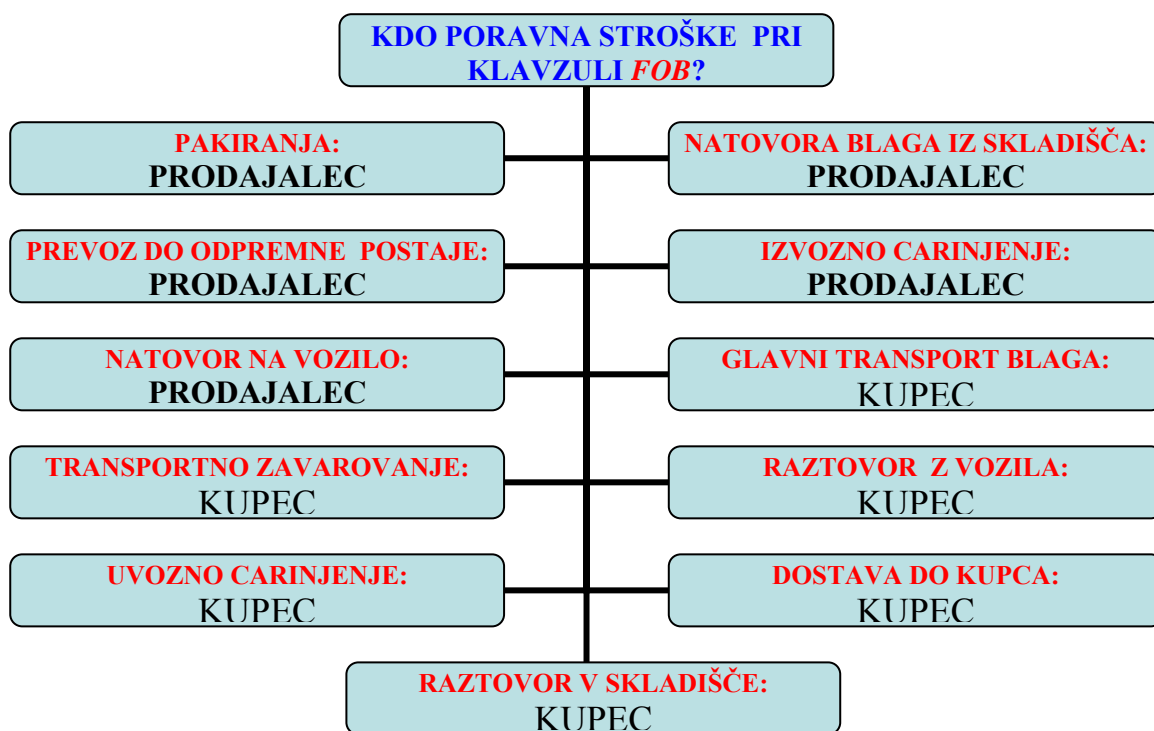 KDO PORAVNA STROŠKE PRI
KLAVZULI FOB?
PAKIRANJA:
PRODAJALEC
NATOVORA BLAGA IZ SKLADIŠČA:
PRODAJALEC
PREVOZ DO ODPREMNE POSTAJE:
PRODAJALEC
IZVOZNO CARINJENJE:
PRODAJALEC
NATOVOR NA VOZILO:
PRODAJALEC
GLAVNI TRANSPORT BLAGA:
KUPEC
TRANSPORTNO ZAVAROVANJE:
KUPEC
RAZTOVOR Z VOZILA:
KUPEC
UVOZNO CARINJENJE:
KUPEC
DOSTAVA DO KUPCA:
KUPEC
RAZTOVOR V SKLADIŠČE:
KUPEC